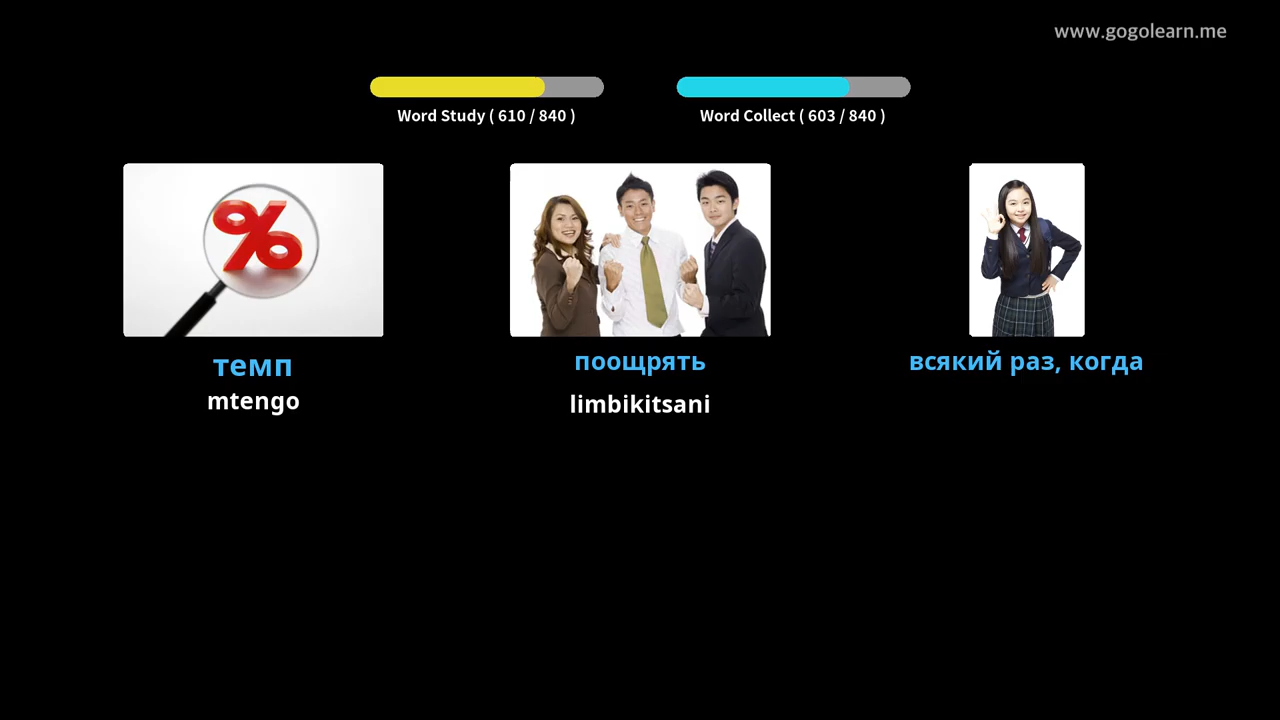 www.gogolearn.me
Word Study ( 610 / 840 )
Word Collect ( 603 / 840 )
%
темп
mtengo
поощрять
limbikitsani
всякий раз, когда